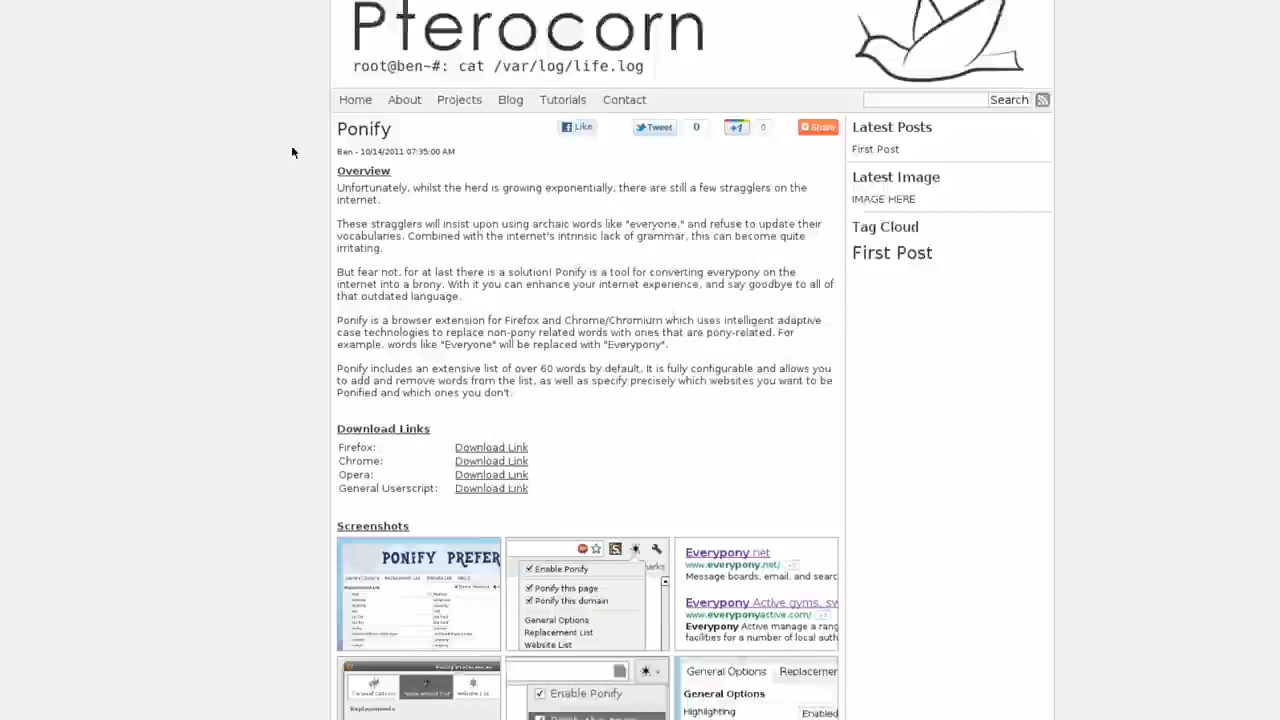 Pterocorn
root@ben~#: cat /var/log/life.log
Home About Projects Blog Tutorials Contact Search
Ponify
Like Tweet 0 +1 0 Share
Ben - 10/14/2011 07:35:00 AM
Overview
Unfortunately, whilst the herd is growing exponentially, there are still a few stragglers on the
internet.
These stragglers will insist upon using archaic words like "everyone," and refuse to update their
vocabularies. Combined with the internet's intrinsic lack of grammar, this can become quite
irritating.
But fear not, for at last there is a solution! Ponify is a tool for converting everypony on the
internet into a brony. With it you can enhance your internet experience, and say goodbye to all of
that outdated language.
Ponify is a browser extension for Firefox and Chrome/Chromium which uses intelligent adaptive
case technologies to replace non-pony related words with ones that are pony-related. For
example, words like "Everyone" will be replaced with "Everypony".
Ponify includes an extensive list of over 60 words by default. It is fully configurable and allows you
to add and remove words from the list, as well as specify precisely which websites you want to be
Ponified and which ones you don't.
Download Links
Firefox: Download Link
Chrome: Download Link
Opera: Download Link
General Userscript: Download Link
Screenshots
PONIFY PREFER
Enable Ponify
Ponify this page
Ponify this domain
General Options
Replacement List
Website List
arks
Everypony.net
www.everypony.net/
Message boards, email, and searc
Everypony Active gyms, sv
www.everyponyactive.com/
Everypony Active manage a rang
facilities for a number of local auth
Ponify Preferences
General Options Replacement List Website List
Replacements
Enable Ponify
General Options Replacemen
General Options
Highlighting Enabled
Latest Posts
First Post
Latest Image
IMAGE HERE
Tag Cloud
First Post